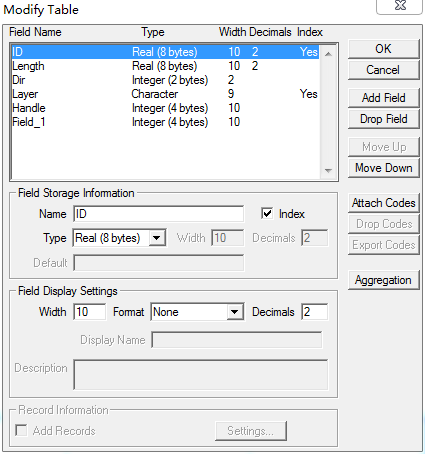 Modify Table
Field Name Type Width Decimals Index
ID Real (8 bytes) 10 2 Yes
Length Real (8 bytes) 10 2
Dir Integer (2 bytes) 2
Layer Character 9 Yes
Handle Integer (4 bytes) 10
Field_1 Integer (4 bytes) 10
OK
Cancel
Add Field
Drop Field
Move Up
Move Down
Attach Codes
Drop Codes
Export Codes
Aggregation
Field Storage Information
Name ID Index
Type Real (8 bytes) Width 10 Decimals 2
Default
Field Display Settings
Width 10 Format None Decimals 2
Display Name
Description
Record Information
Add Records Settings...